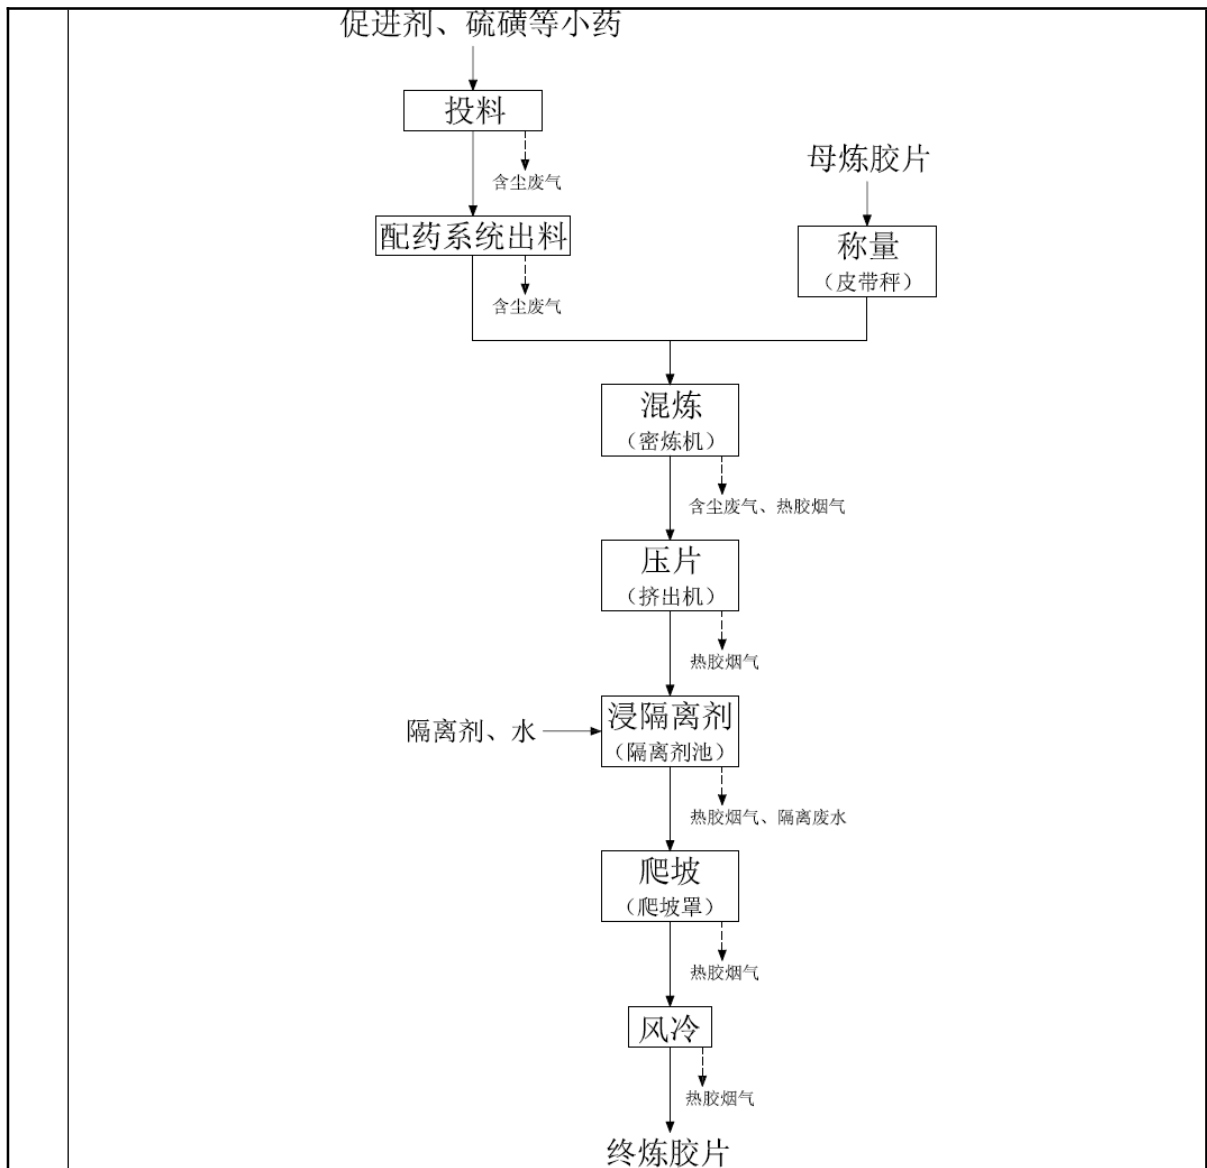 促进剂、硫磺等小药
投料
含尘废气
母炼胶片
配药系统出料
称量
（皮带秤）
含尘废气
混炼
（密炼机）
含尘废气、热胶烟气
压片
（挤出机）
热胶烟气
隔离剂、水
浸隔离剂
（隔离剂池）
热胶烟气、隔离废水
爬坡
（爬坡罩）
热胶烟气
风冷
热胶烟气
终炼胶片